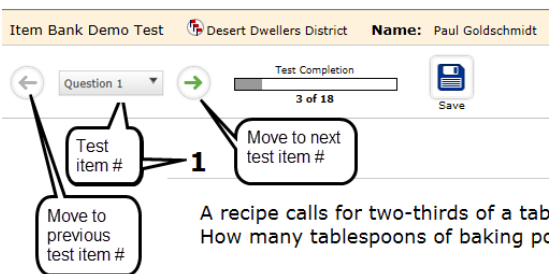 Item Bank Demo Test Desert Dwellers District Name: Paul Goldschmidt
Question 1
Test Completion
3 of 18
Save
Test
item #
Move to next
test item #
1
Move to
previous
test item #
A recipe calls for two-thirds of a tab
How many tablespoons of baking po